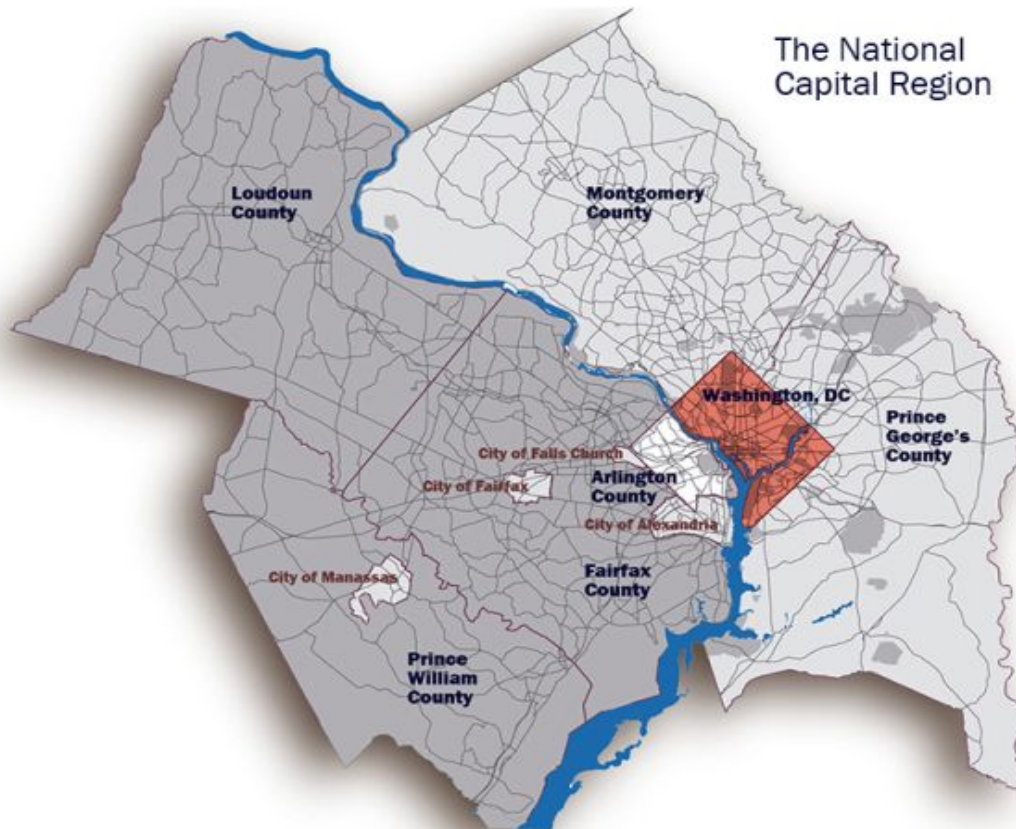 The National
Capital Region
Loudoun
County
Montgomery
County
Washington, DC
Prince
George's
County
City of Falls Church
Arlington
County
City of Fairfax
City of Alexandria
Fairfax
County
City of Manassas
Prince
William
County